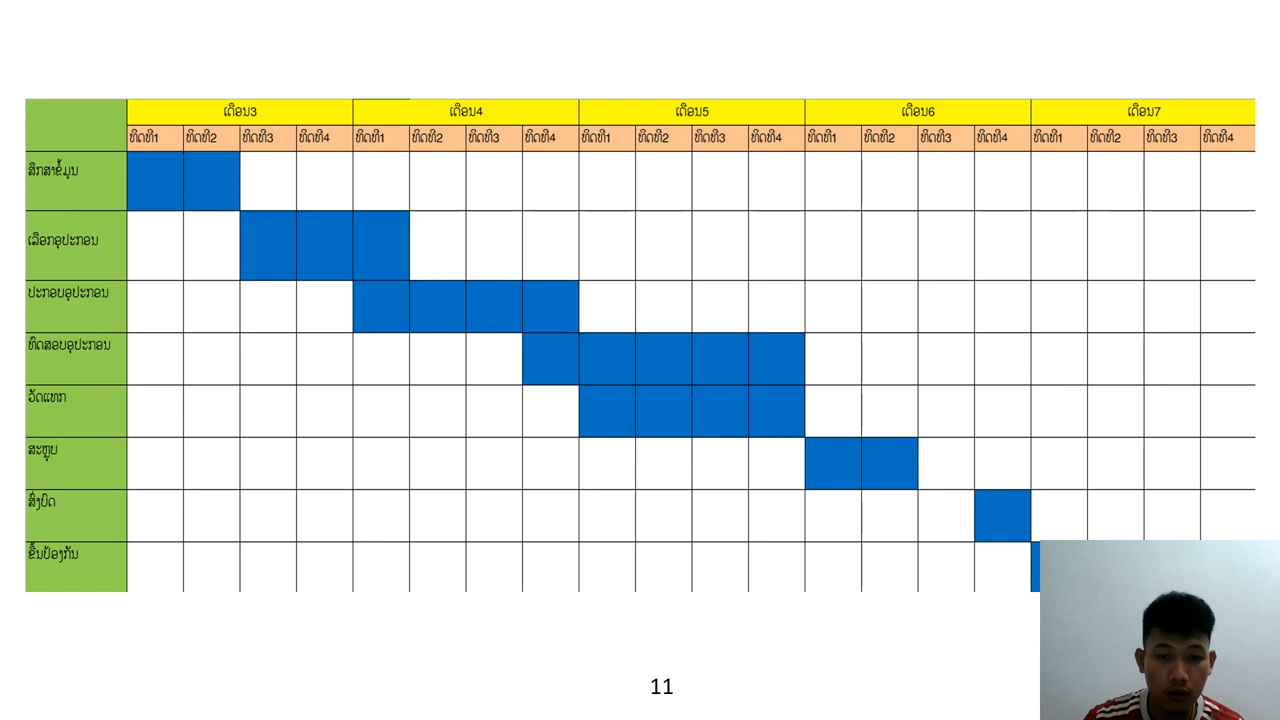 ເດືອນ3 ເດືອນ4 ເດືອນ5 ເດືອນ6 ເດືອນ7
ທິດທີ1 ທິດທີ2 ທິດທີ3 ທິດທີ4 ທິດທີ1 ທິດທີ2 ທິດທີ3 ທິດທີ4 ທິດທີ1 ທິດທີ2 ທິດທີ3 ທິດທີ4 ທິດທີ1 ທິດທີ2 ທິດທີ3 ທິດທີ4 ທິດທີ1 ທິດທີ2 ທິດທີ3 ທິດທີ4
ສຶກສາຂໍ້ມູນ
ເລືອກອຸປະກອນ
ປະກອບອຸປະກອນ
ທົດສອບອຸປະກອນ
ວັດແທກ
ສະຫຼຸບ
ສົ່ງບົດ
ຂຶ້ນປ້ອງກັນ
11